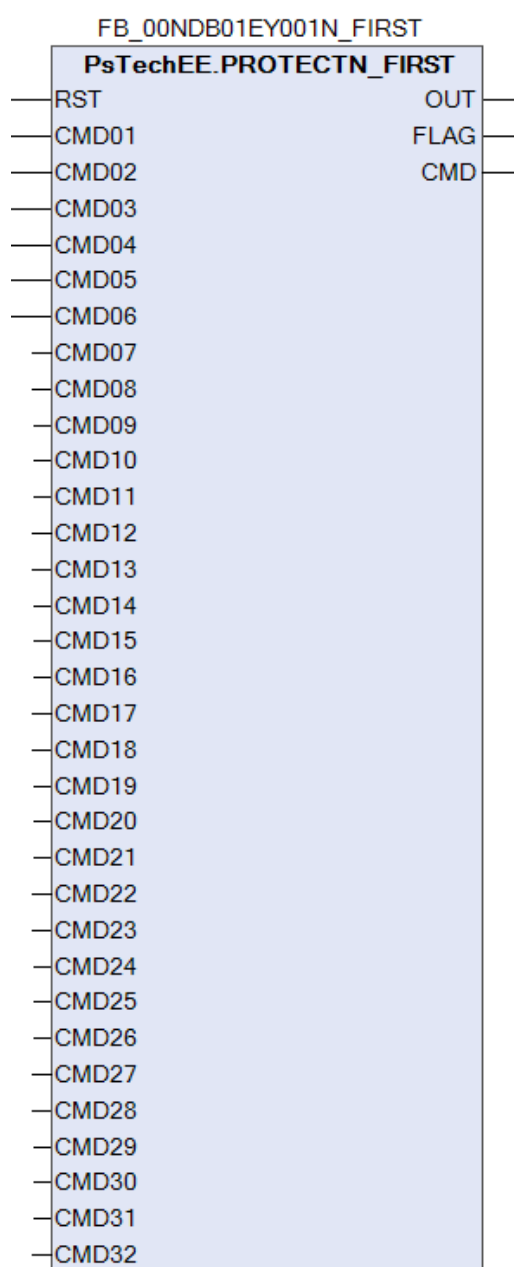 FB_00NDB01EY001N_FIRST
PsTechEE.PROTECTN_FIRST
RST OUT
CMD01 FLAG
CMD02 CMD
CMD03
CMD04
CMD05
CMD06
CMD07
CMD08
CMD09
CMD10
CMD11
CMD12
CMD13
CMD14
CMD15
CMD16
CMD17
CMD18
CMD19
CMD20
CMD21
CMD22
CMD23
CMD24
CMD25
CMD26
CMD27
CMD28
CMD29
CMD30
CMD31
CMD32